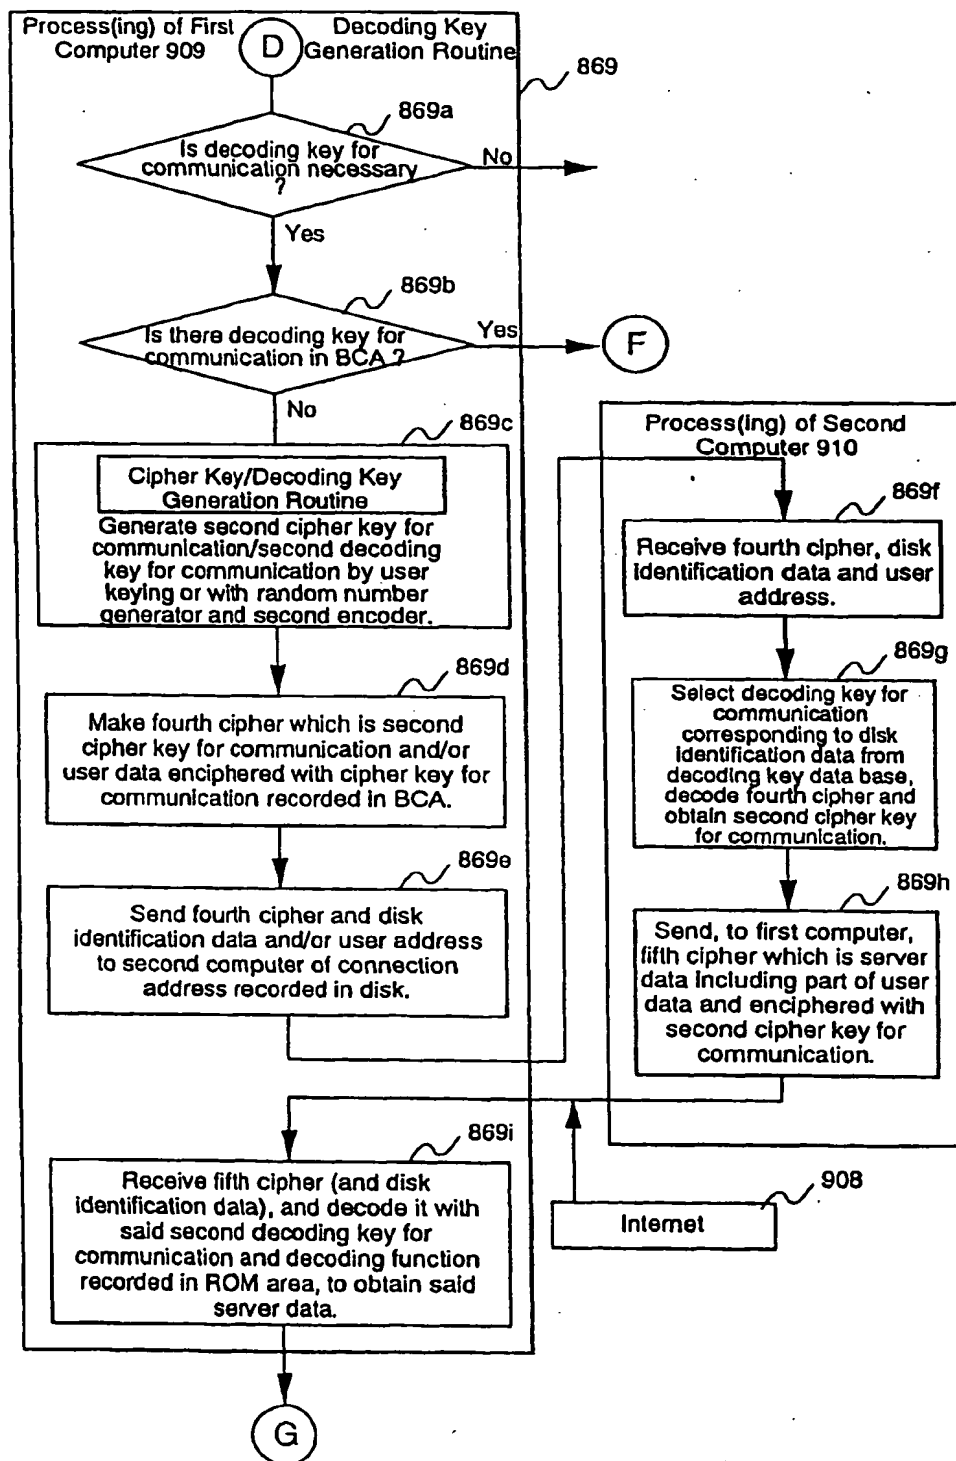 Process(ing) of First
Computer 909
D
Decoding Key
Generation Routine
869
869a
Is decoding key for
communication necessary
?
No
Yes
869b
Is there decoding key for
communication in BCA ?
Yes
F
No
869c
Cipher Key/Decoding Key
Generation Routine
Generate second cipher key for
communication/second decoding
key for communication by user
keying or with random number
generator and second encoder.
869d
Make fourth cipher which is second
cipher key for communication and/or
user data enciphered with cipher key for
communication recorded in BCA.
869e
Send fourth cipher and disk
identification data and/or user address
to second computer of connection
address recorded in disk.
Process(ing) of Second
Computer 910
869f
Receive fourth cipher, disk
identification data and user
address.
869g
Select decoding key for
communication
corresponding to disk
identification data from
decoding key data base,
decode fourth cipher and
obtain second cipher key
for communication.
869h
Send, to first computer,
fifth cipher which is server
data including part of user
data and enciphered with
second cipher key for
communication.
869i
Receive fifth cipher (and disk
identification data), and decode it with
said second decoding key for
communication and decoding function
recorded in ROM area, to obtain said
server data.
908
Internet
G